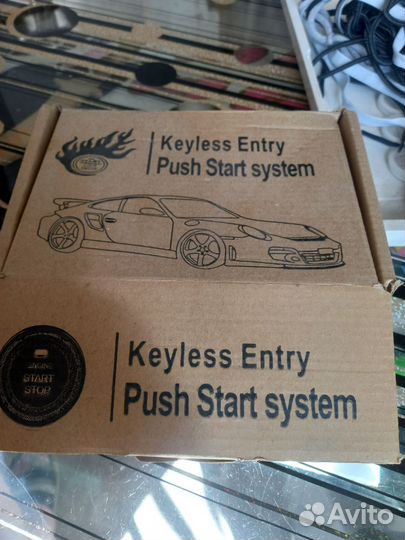 Keyless Entry
Push Start system
Keyless Entry
Push Start system
ENGINE
START
STOP
Avito